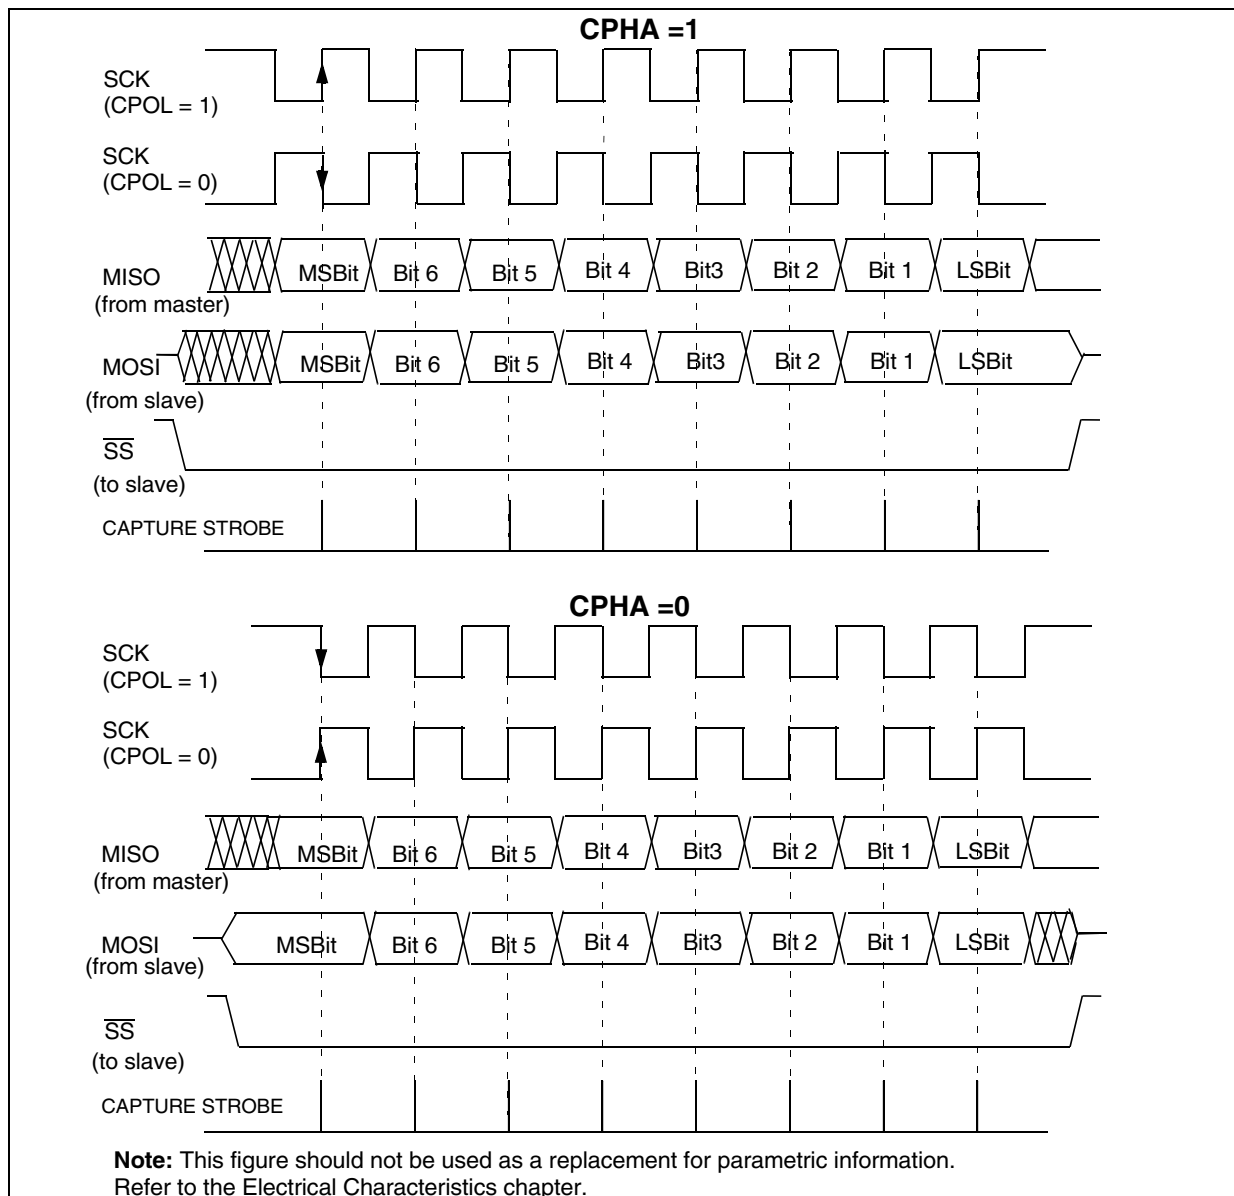 CPHA =1
SCK
(CPOL = 1)
SCK
(CPOL = 0)
MISO
(from master)
MSBit Bit 6 Bit 5 Bit 4 Bit3 Bit 2 Bit 1 LSBit
MOSI
(from slave)
MSBit Bit 6 Bit 5 Bit 4 Bit3 Bit 2 Bit 1 LSBit
SS
(to slave)
CAPTURE STROBE
CPHA =0
SCK
(CPOL = 1)
SCK
(CPOL = 0)
MISO
(from master)
MSBit Bit 6 Bit 5 Bit 4 Bit3 Bit 2 Bit 1 LSBit
MOSI
(from slave)
MSBit Bit 6 Bit 5 Bit 4 Bit3 Bit 2 Bit 1 LSBit
SS
(to slave)
CAPTURE STROBE
Note: This figure should not be used as a replacement for parametric information.
Refer to the Electrical Characteristics chapter.